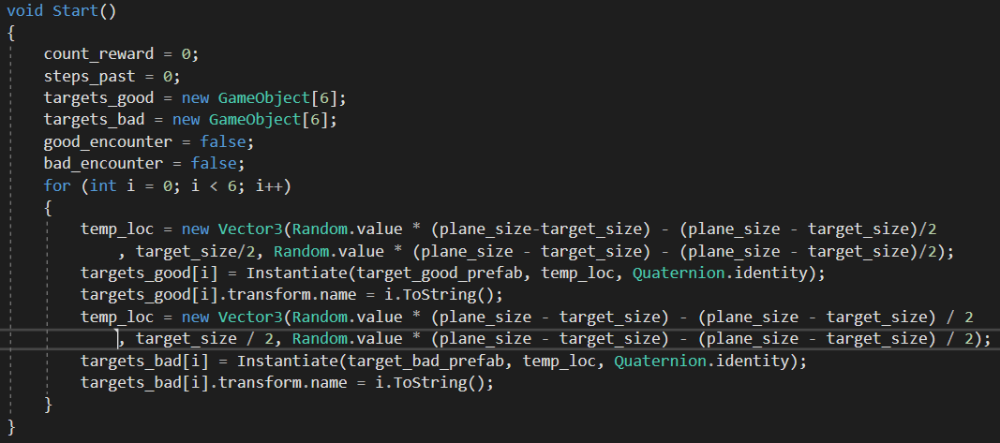 void Start()
{
    count_reward = 0;
    steps_past = 0;
    targets_good = new GameObject[6];
    targets_bad = new GameObject[6];
    good_encounter = false;
    bad_encounter = false;
    for (int i = 0; i < 6; i++)
    {
        temp_loc = new Vector3(Random.value * (plane_size-target_size) - (plane_size - target_size)/2
            , target_size/2, Random.value * (plane_size - target_size) - (plane_size - target_size)/2);
        targets_good[i] = Instantiate(target_good_prefab, temp_loc, Quaternion.identity);
        targets_good[i].transform.name = i.ToString();
        temp_loc = new Vector3(Random.value * (plane_size - target_size) - (plane_size - target_size) / 2
            , target_size / 2, Random.value * (plane_size - target_size) - (plane_size - target_size) / 2);
        targets_bad[i] = Instantiate(target_bad_prefab, temp_loc, Quaternion.identity);
        targets_bad[i].transform.name = i.ToString();
    }
}